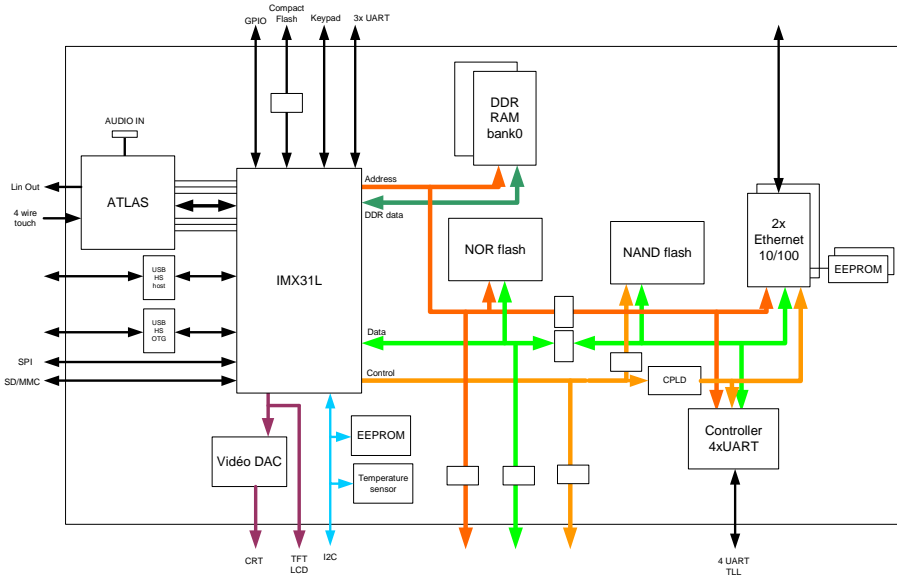 GPIO
Compact
Flash
Keypad
3x UART
AUDIO IN
DDR
RAM
bank0
Lin Out
4 wire
touch
ATLAS
Address
DDR data
IMX31L
NOR flash
NAND flash
2x
Ethernet
10/100
EEPROM
USB
HS
host
USB
HS
OTG
SPI
SD/MMC
Data
Control
CPLD
Controller
4xUART
Vidéo DAC
EEPROM
Temperature
sensor
CRT
TFT
LCD
I2C
4 UART
TLL